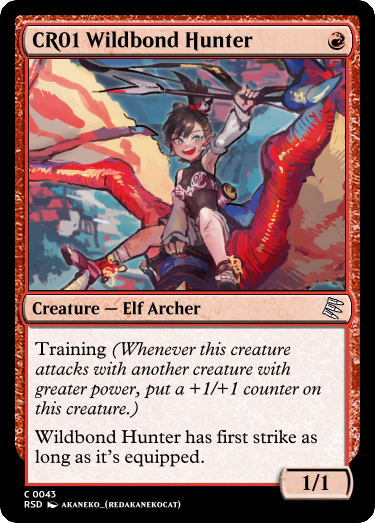 CR01 Wildbond Hunter
Creature — Elf Archer
Training (Whenever this creature
attacks with another creature with
greater power, put a +1/+1 counter on
this creature.)
Wildbond Hunter has first strike as
long as it's equipped.
1/1
C 0043
RSD AKANEKO_(REDAKANEKOCAT)